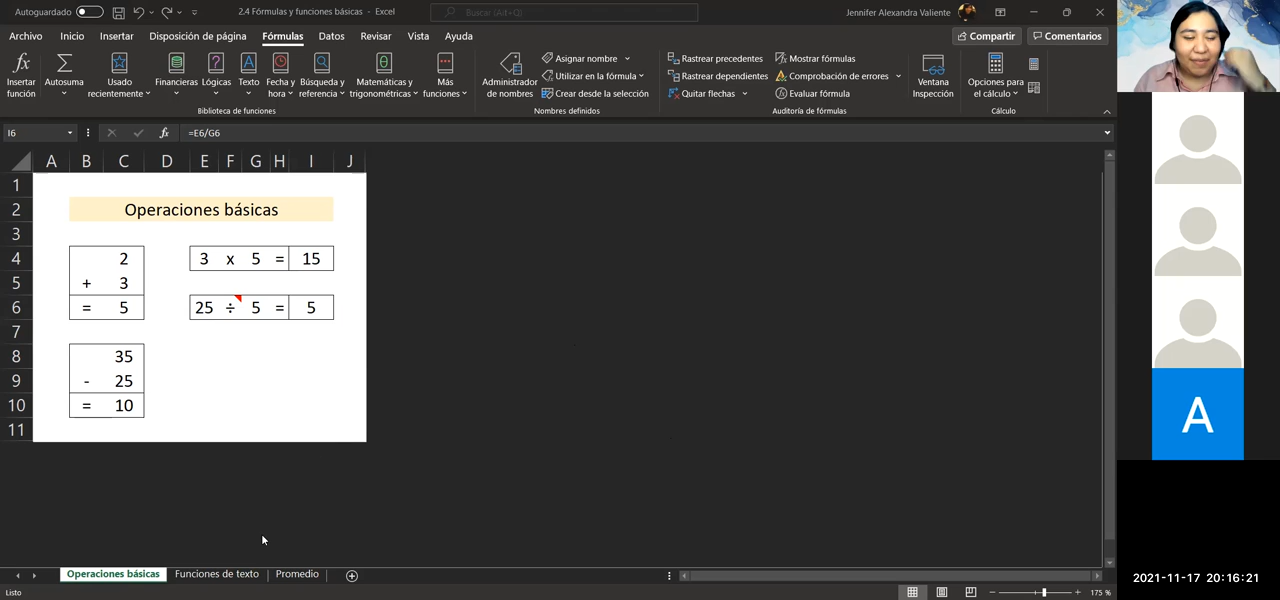 Autoguardado
2.4 Fórmulas y funciones básicas - Excel
Buscar (Alt+Q)
Jennifer Alexandra Valiente
Archivo Inicio Insertar Disposición de página Fórmulas Datos Revisar Vista Ayuda
Compartir Comentarios
Insertar función
Autosuma
Usado recientemente
Financieras
Lógicas
Texto
Fecha y hora
Búsqueda y referencia
Matemáticas y trigonométricas
Más funciones
Biblioteca de funciones
Administrador de nombres
Asignar nombre
Utilizar en la fórmula
Crear desde la selección
Nombres definidos
Rastrear precedentes
Rastrear dependientes
Quitar flechas
Mostrar fórmulas
Comprobación de errores
Evaluar fórmula
Auditoría de fórmulas
Ventana Inspección
Opciones para el cálculo
Cálculo
I6 fx =E6/G6
A B C D E F G H I J
1
2 Operaciones básicas
3
4 2 3 x 5 = 15
5 + 3
6 = 5 25 ÷ 5 = 5
7
8 35
9 - 25
10 = 10
11
A
Operaciones básicas Funciones de texto Promedio
Listo
175 %
2021-11-17 20:16:21